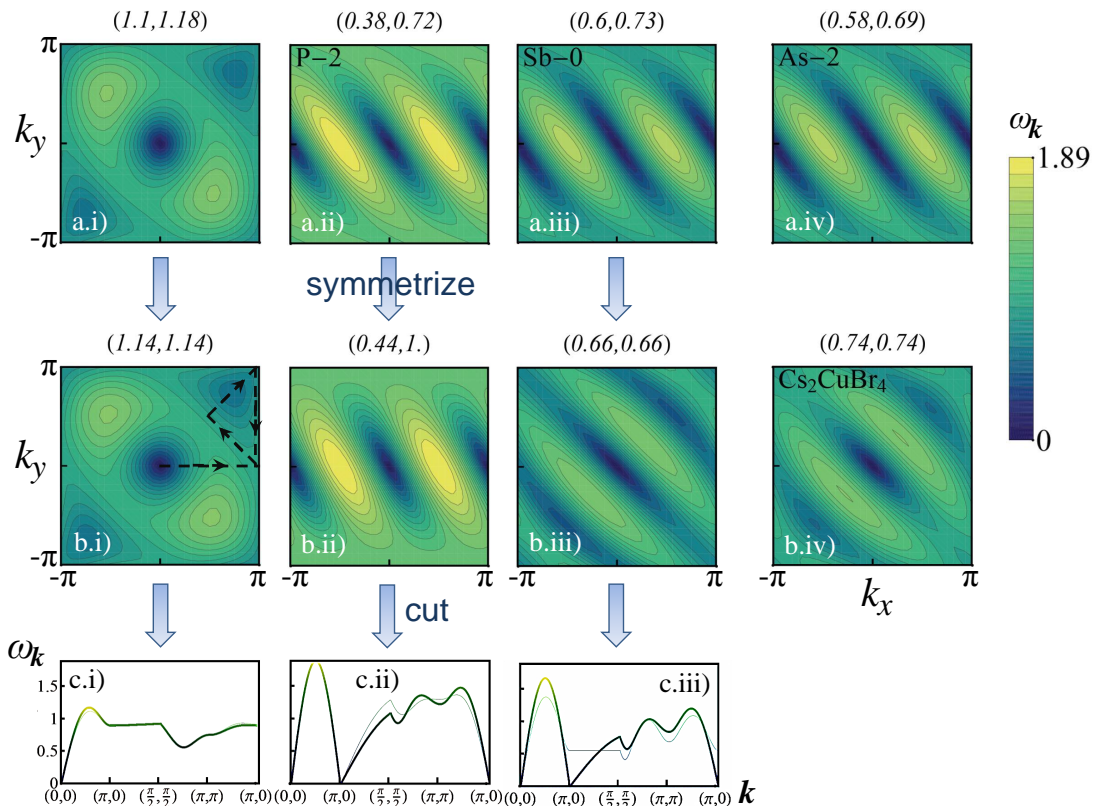 (1.1,1.18) (0.38,0.72) (0.6,0.73) (0.58,0.69)
π P−2 Sb−0 As−2
k_y
ω_k
1.89
a.i) a.ii) a.iii) a.iv)
-π
symmetrize
(1.14,1.14) (0.44,1.) (0.66,0.66) (0.74,0.74)
π Cs₂CuBr₄
0
k_y
b.i) b.ii) b.iii) b.iv)
-π
-π π -π π
k_x
cut
ω_k
c.i) c.ii) c.iii)
1.5
1
0.5
0
(0,0) (π,0) (π/2,π/2) (π,π) (π,0) (0,0) (π,0) (π/2,π/2) (π,π) (π,0) (0,0) (π,0) (π/2,π/2) (π,π) (π,0) k